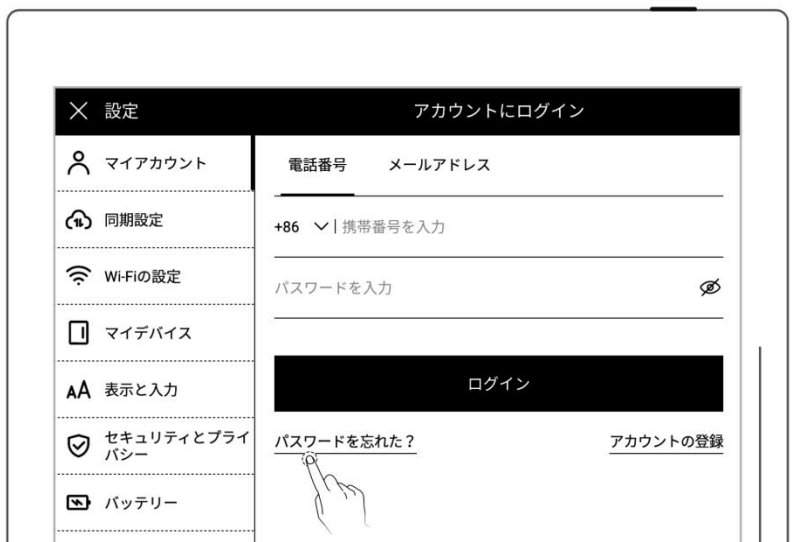 設定
アカウントにログイン
マイアカウント
同期設定
Wi-Fiの設定
マイデバイス
表示と入力
セキュリティとプライ
バシー
バッテリー
電話番号 メールアドレス
+86 携帯番号を入力
パスワードを入力
ログイン
パスワードを忘れた？ アカウントの登録